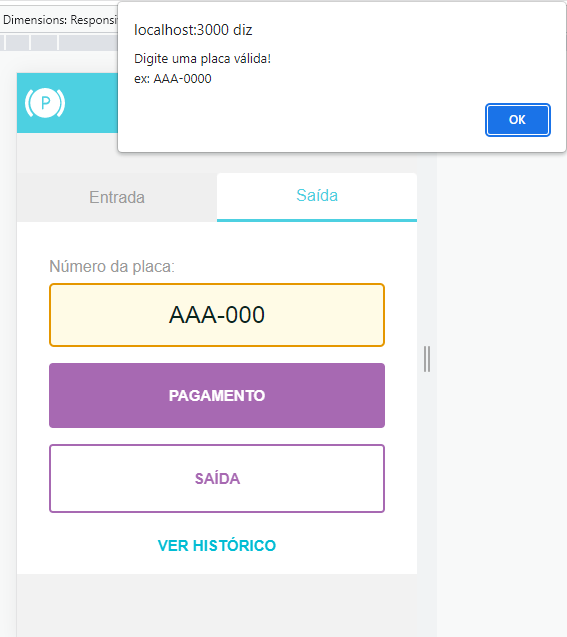 Dimensions: Responsi
localhost:3000 diz
Digite uma placa válida!
ex: AAA-0000
OK
P
Entrada
Saída
Número da placa:
AAA-000
PAGAMENTO
SAÍDA
VER HISTÓRICO